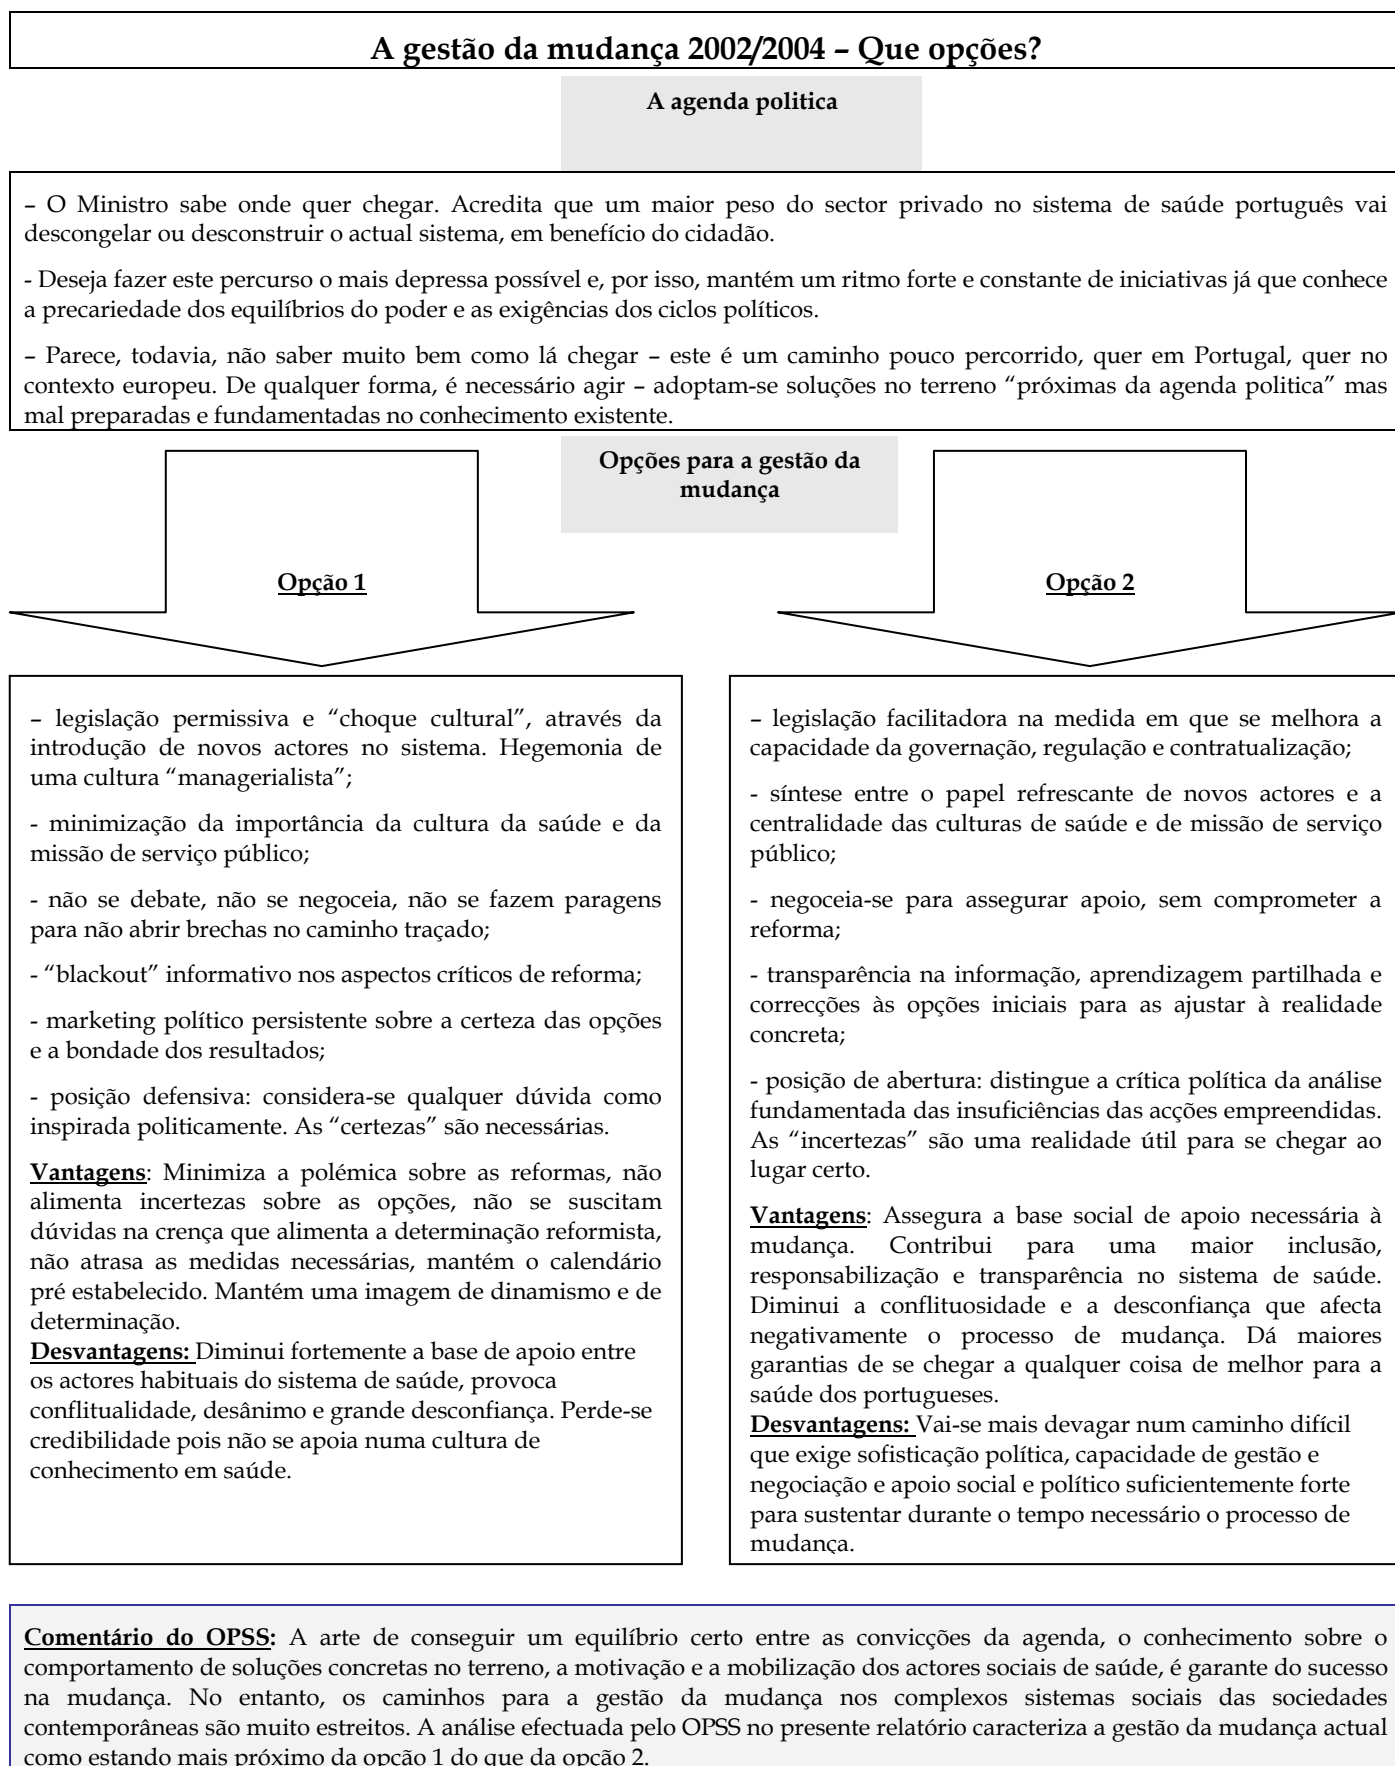 A gestão da mudança 2002/2004 – Que opções?
A agenda politica
– O Ministro sabe onde quer chegar. Acredita que um maior peso do sector privado no sistema de saúde português vai
descongelar ou desconstruir o actual sistema, em benefício do cidadão.
- Deseja fazer este percurso o mais depressa possível e, por isso, mantém um ritmo forte e constante de iniciativas já que conhece
a precariedade dos equilíbrios do poder e as exigências dos ciclos políticos.
– Parece, todavia, não saber muito bem como lá chegar – este é um caminho pouco percorrido, quer em Portugal, quer no
contexto europeu. De qualquer forma, é necessário agir – adoptam-se soluções no terreno “próximas da agenda politica” mas
mal preparadas e fundamentadas no conhecimento existente.
Opções para a gestão da
mudança
Opção 1
Opção 2
– legislação permissiva e “choque cultural”, através da
introdução de novos actores no sistema. Hegemonia de
uma cultura “managerialista”;
- minimização da importância da cultura da saúde e da
missão de serviço público;
- não se debate, não se negoceia, não se fazem paragens
para não abrir brechas no caminho traçado;
- “blackout” informativo nos aspectos críticos de reforma;
- marketing político persistente sobre a certeza das opções
e a bondade dos resultados;
- posição defensiva: considera-se qualquer dúvida como
inspirada politicamente. As “certezas” são necessárias.
Vantagens: Minimiza a polémica sobre as reformas, não
alimenta incertezas sobre as opções, não se suscitam
dúvidas na crença que alimenta a determinação reformista,
não atrasa as medidas necessárias, mantém o calendário
pré estabelecido. Mantém uma imagem de dinamismo e de
determinação.
Desvantagens: Diminui fortemente a base de apoio entre
os actores habituais do sistema de saúde, provoca
conflitualidade, desânimo e grande desconfiança. Perde-se
credibilidade pois não se apoia numa cultura de
conhecimento em saúde.
– legislação facilitadora na medida em que se melhora a
capacidade da governação, regulação e contratualização;
- síntese entre o papel refrescante de novos actores e a
centralidade das culturas de saúde e de missão de serviço
público;
- negoceia-se para assegurar apoio, sem comprometer a
reforma;
- transparência na informação, aprendizagem partilhada e
correcções às opções iniciais para as ajustar à realidade
concreta;
- posição de abertura: distingue a crítica política da análise
fundamentada das insuficiências das acções empreendidas.
As “incertezas” são uma realidade útil para se chegar ao
lugar certo.
Vantagens: Assegura a base social de apoio necessária à
mudança. Contribui para uma maior inclusão,
responsabilização e transparência no sistema de saúde.
Diminui a conflituosidade e a desconfiança que afecta
negativamente o processo de mudança. Dá maiores
garantias de se chegar a qualquer coisa de melhor para a
saúde dos portugueses.
Desvantagens: Vai-se mais devagar num caminho difícil
que exige sofisticação política, capacidade de gestão e
negociação e apoio social e político suficientemente forte
para sustentar durante o tempo necessário o processo de
mudança.
Comentário do OPSS: A arte de conseguir um equilíbrio certo entre as convicções da agenda, o conhecimento sobre o
comportamento de soluções concretas no terreno, a motivação e a mobilização dos actores sociais de saúde, é garante do sucesso
na mudança. No entanto, os caminhos para a gestão da mudança nos complexos sistemas sociais das sociedades
contemporâneas são muito estreitos. A análise efectuada pelo OPSS no presente relatório caracteriza a gestão da mudança actual
como estando mais próximo da opção 1 do que da opção 2.